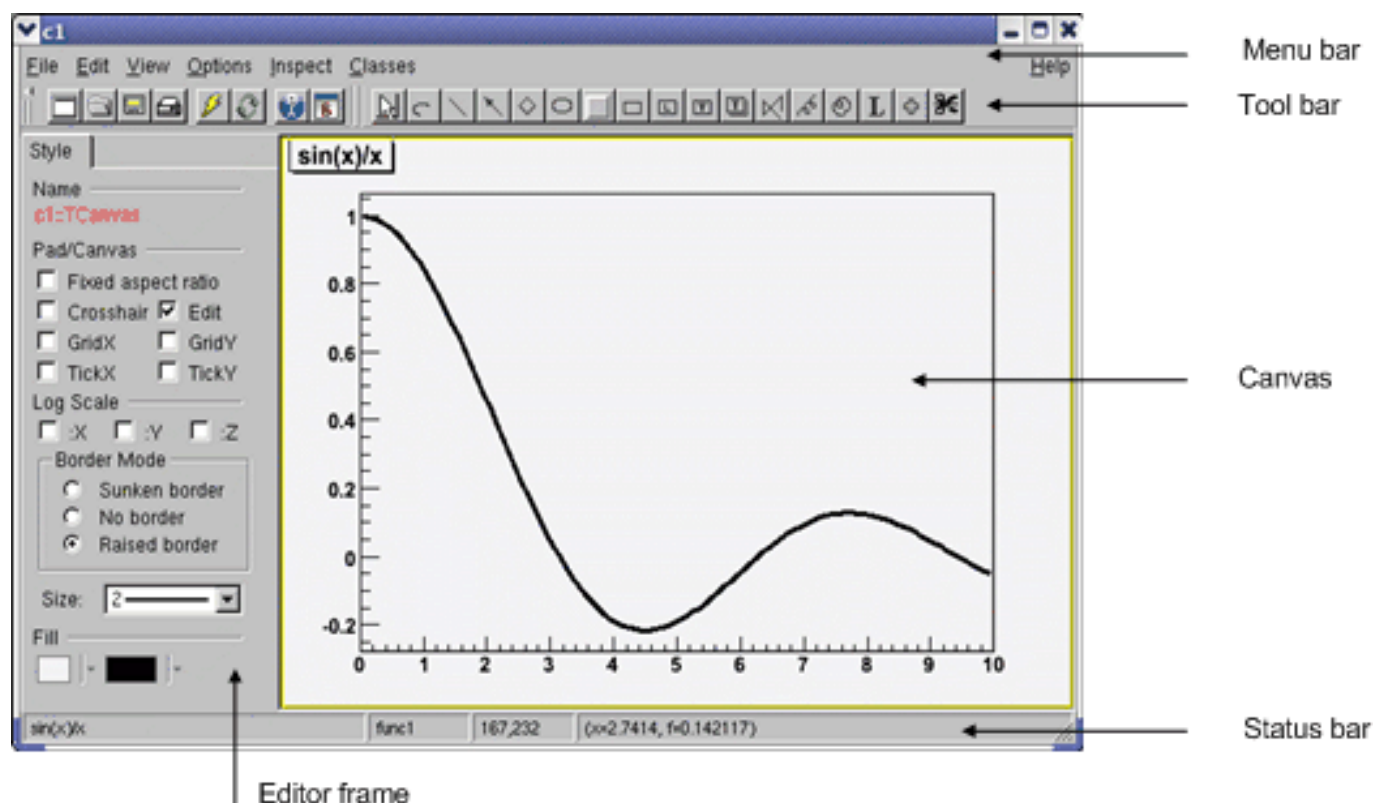 c1
Menu bar
File Edit View Options Inspect Classes Help
Tool bar
L
Style
sin(x)/x
Name
c1::TCanvas
Pad/Canvas
Fixed aspect ratio
Crosshair Edit
GridX GridY
TickX TickY
Log Scale
:X :Y :Z
Border Mode
Sunken border
No border
Raised border
Size: 2
Fill
1
0.8
0.6
0.4
0.2
0
-0.2
0 1 2 3 4 5 6 7 8 9 10
Canvas
sin(x)/x func1 167,232 (x=2.7414, f=0.142117)
Status bar
Editor frame